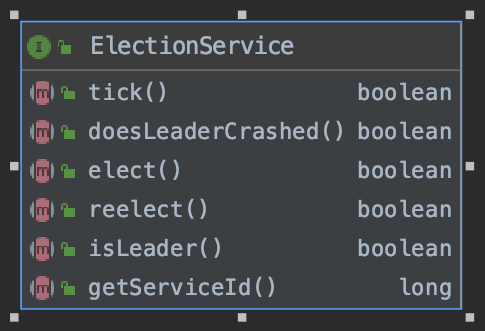 I ElectionService
m tick() boolean
m doesLeaderCrashed() boolean
m elect() boolean
m reelect() boolean
m isLeader() boolean
m getServiceId() long